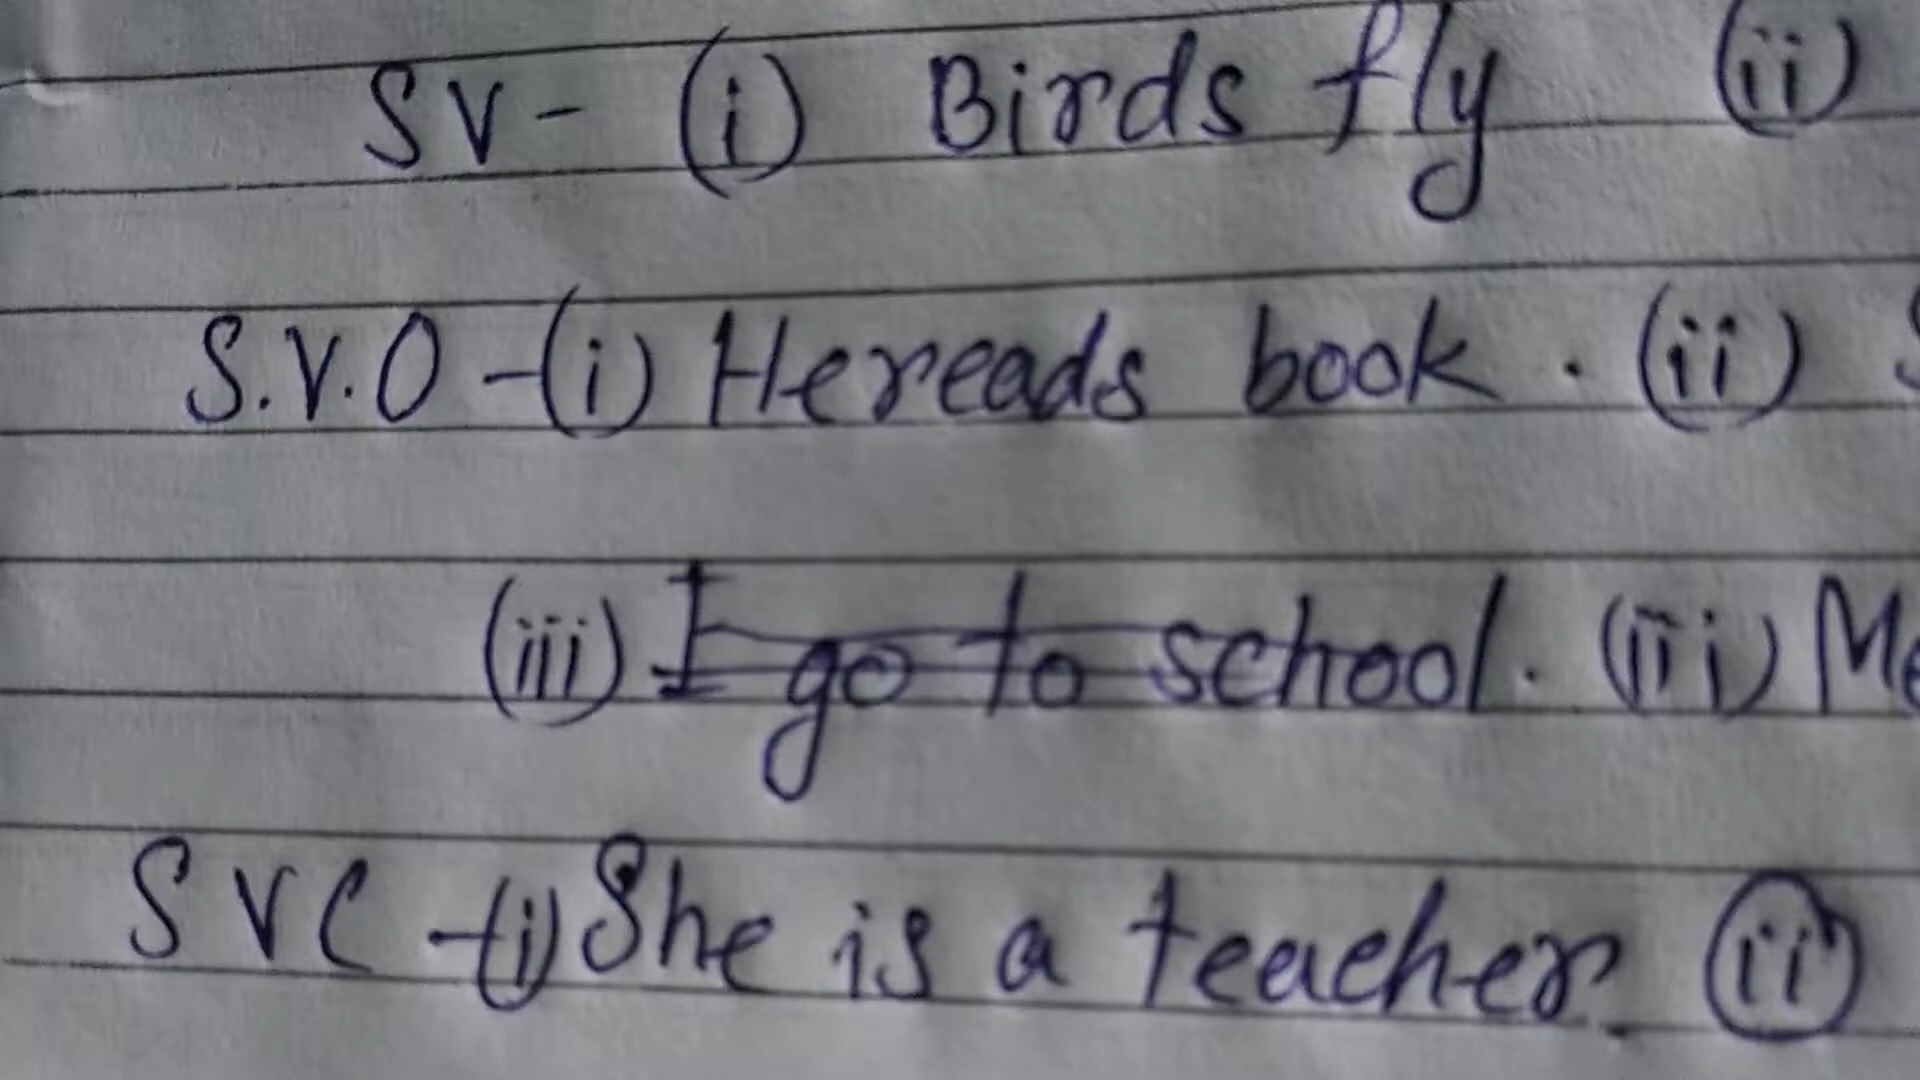 SV- (i) Birds fly (ii)
S.V.O -(i) Hereads book. (ii) S
(iii) I go to school. (iii) Me
SVC -(i) She is a teacher. (ii)